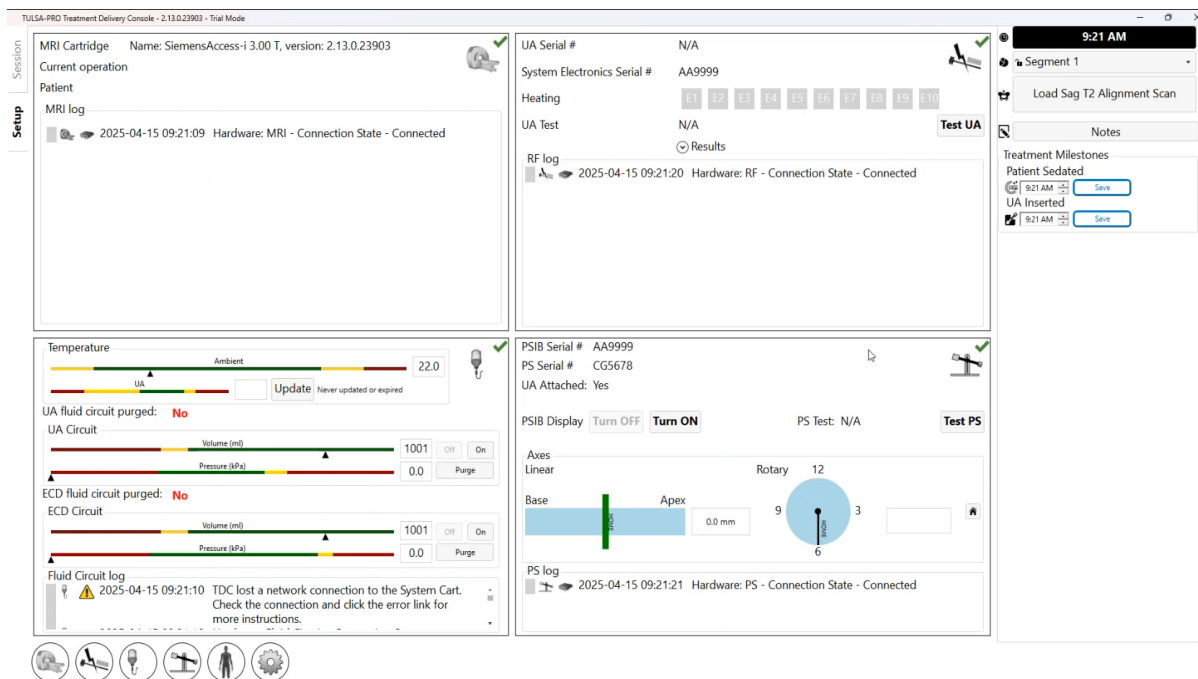 TULSA-PRO Treatment Delivery Console - 2.13.0.23903 - Trial Mode
Session
Setup
MRI Cartridge Name: SiemensAccess-i 3.00 T, version: 2.13.0.23903
Current operation
Patient
MRI log
2025-04-15 09:21:09 Hardware: MRI - Connection State - Connected
UA Serial # N/A
System Electronics Serial # AA9999
Heating E1 E2 E3 E4 E5 E6 E7 E8 E9 E10
UA Test N/A Test UA
Results
RF log
2025-04-15 09:21:20 Hardware: RF - Connection State - Connected
Temperature
Ambient
22.0
UA
Update Never updated or expired
UA fluid circuit purged: No
UA Circuit
Volume (ml)
1001 Off On
Pressure (kPa)
0.0 Purge
ECD fluid circuit purged: No
ECD Circuit
Volume (ml)
1001 Off On
Pressure (kPa)
0.0 Purge
Fluid Circuit log
2025-04-15 09:21:10 TDC lost a network connection to the System Cart.
Check the connection and click the error link for
more instructions.
PSIB Serial # AA9999
PS Serial # CG5678
UA Attached: Yes
PSIB Display Turn OFF Turn ON PS Test: N/A Test PS
Axes
Linear
Base Apex
HOME
0.0 mm
Rotary 12
9 3
HOME
6
PS log
2025-04-15 09:21:21 Hardware: PS - Connection State - Connected
9:21 AM
Segment 1
Load Sag T2 Alignment Scan
Notes
Treatment Milestones
Patient Sedated
9:21 AM Save
UA Inserted
9:21 AM Save